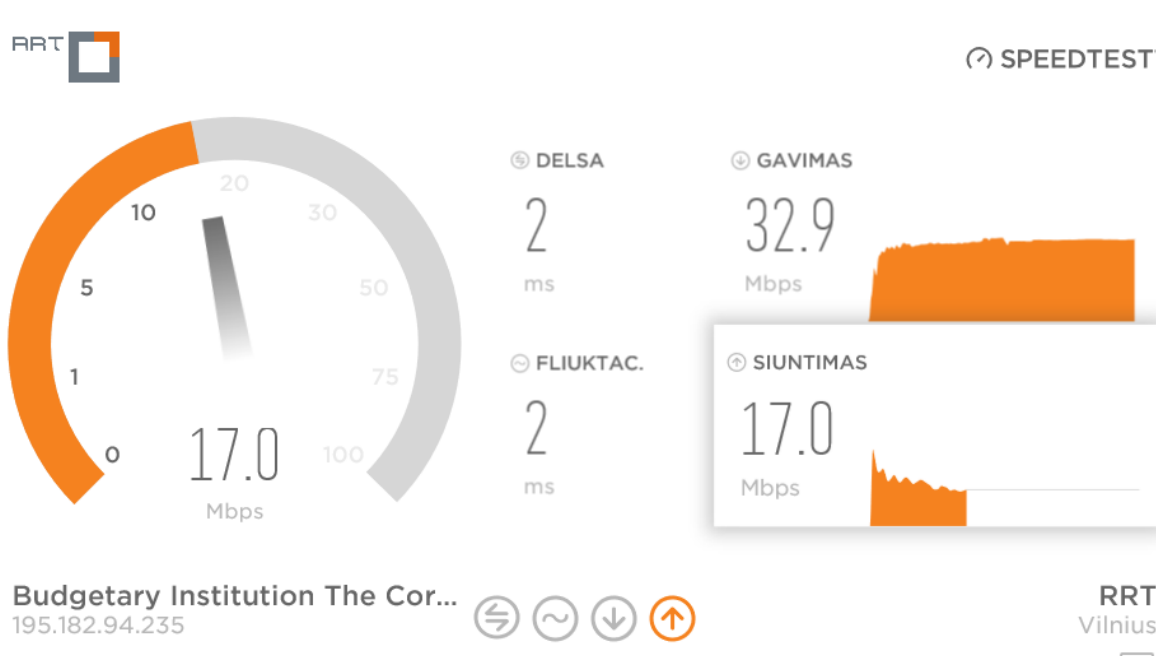 RRT
SPEEDTEST
DELSA
2
ms
GAVIMAS
32.9
Mbps
FLIUKTAC.
2
ms
SIUNTIMAS
17.0
Mbps
0
1
5
10
20
30
50
75
100
17.0
Mbps
Budgetary Institution The Cor...
195.182.94.235
RRT
Vilnius